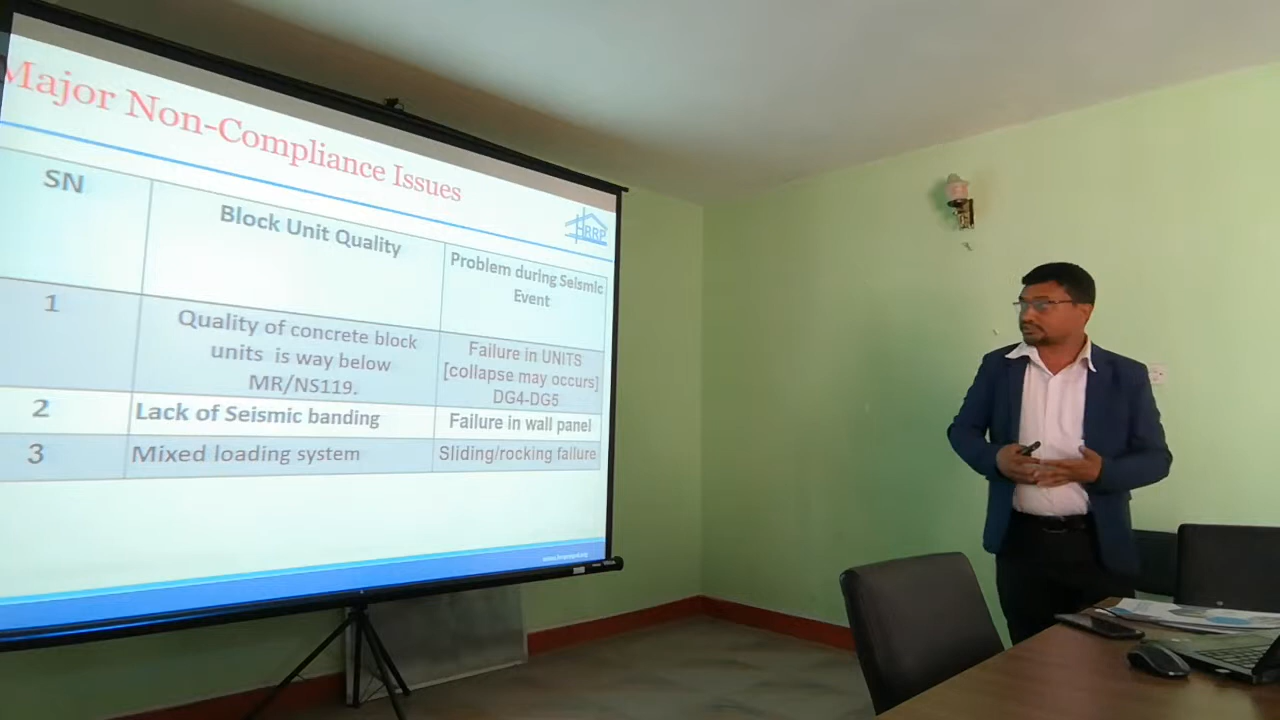 Major Non-Compliance Issues
SN
Block Unit Quality
Problem during Seismic
Event
HRRP
1
Quality of concrete block
units is way below
MR/NS119.
Failure in UNITS
[collapse may occurs]
DG4-DG5
2
Lack of Seismic banding
Failure in wall panel
3
Mixed loading system
Sliding/rocking failure